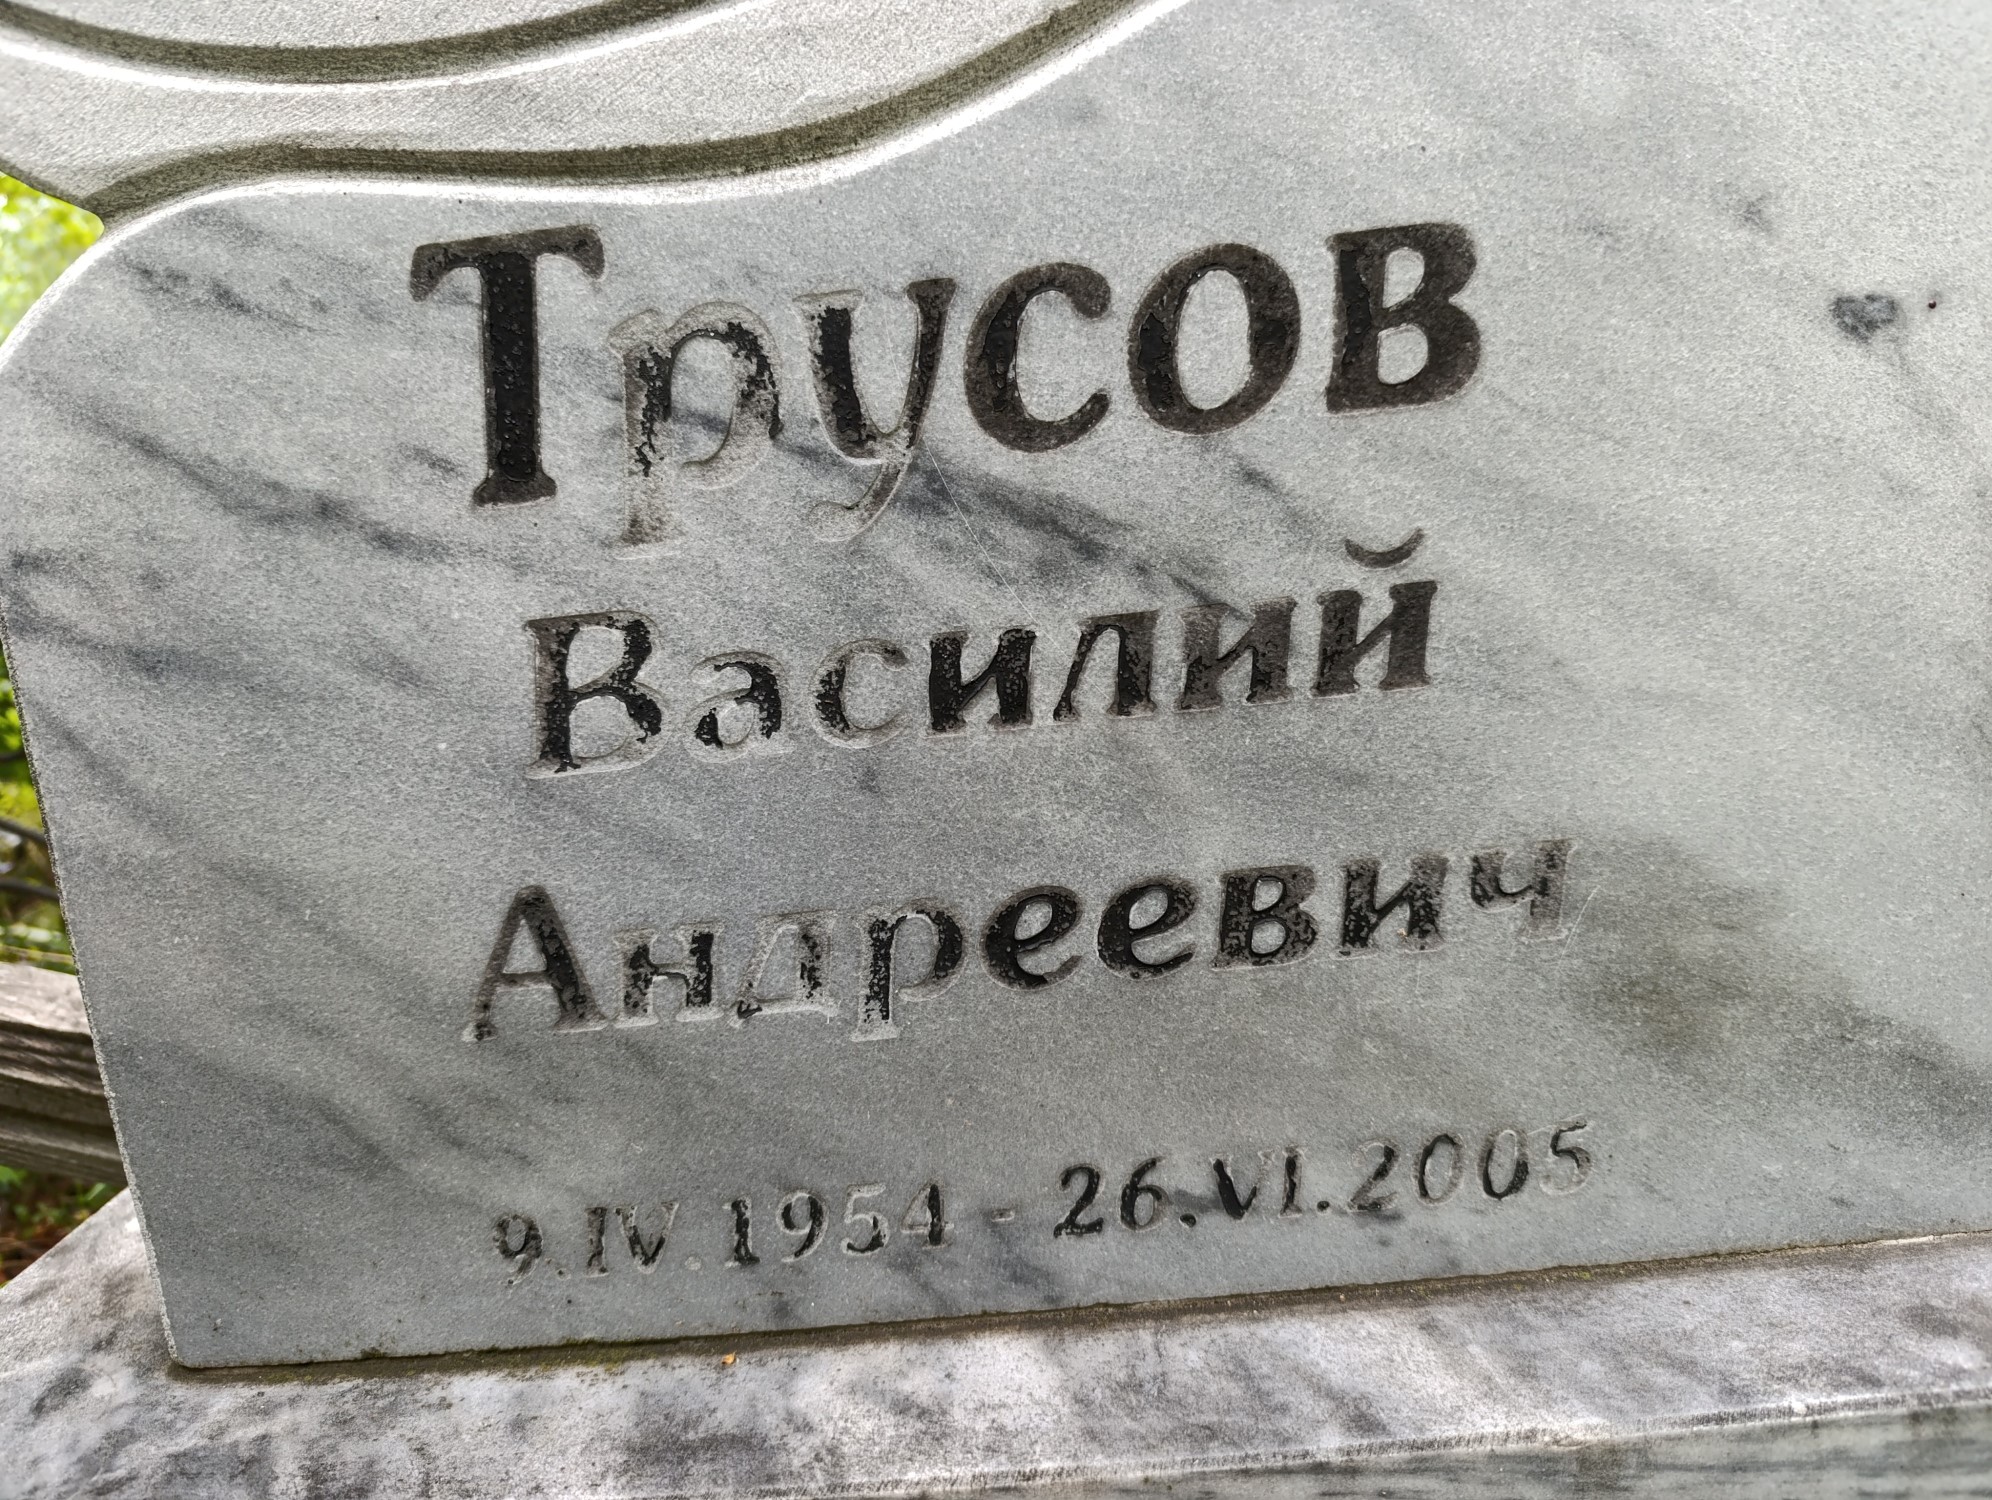 Трусов
Василий
Андреевич
9.IV.1954 - 26.VI.2005